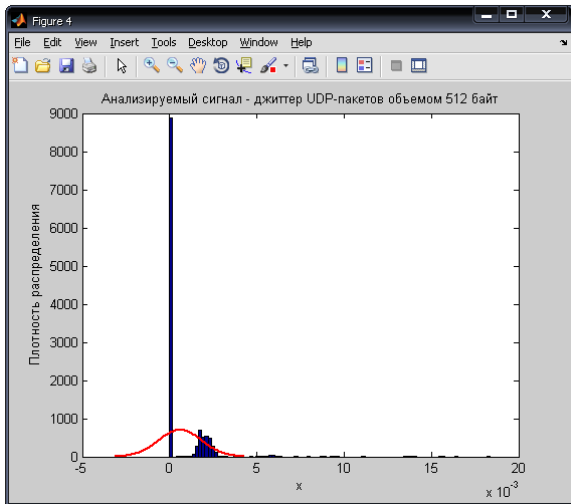 Figure 4
File Edit View Insert Tools Desktop Window Help
Анализируемый сигнал - джиттер UDP-пакетов объемом 512 байт
Плотность распределения
9000
8000
7000
6000
5000
4000
3000
2000
1000
0
-5 0 5 10 15 20
x
x 10⁻³